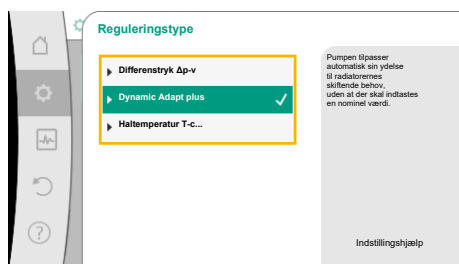 Reguleringstype
Differenstryk Δp-v
Dynamic Adapt plus
Haltemperatur T-c...
Pumpen tilpasser
automatisk sin ydelse
til radiatorernes
skiftende behov,
uden at der skal indtastes
en nominel værdi.
Indstillingshjælp